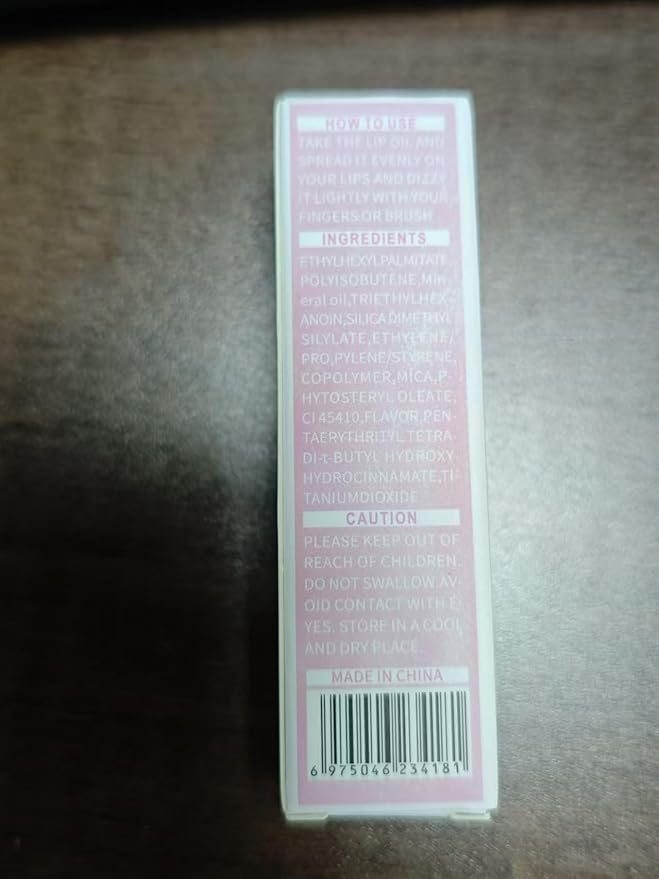 HOW TO USE
TAKE THE LIP OIL AND
SPREAD IT EVENLY ON
YOUR LIPS AND DIZZY
IT LIGHTLY WITH YOUR
FINGERS OR BRUSH
INGREDIENTS
ETHYLHEXYLPALMITATE
POLYISOBUTENE,Min-
eral oil,TRIETHYLHEX-
ANOIN,SILICA DIMETHYL
SILYLATE,ETHYLENE/
PRO,PYLENE/STYRENE,
COPOLYMER,MICA,P-
HYTOSTERYL OLEATE,
CI 45410,FLAVOR,PEN-
TAERYTHRITYL TETRA-
DI-t-BUTYL HYDROXY-
HYDROCINNAMATE,TI-
TANIUMDIOXIDE
CAUTION
PLEASE KEEP OUT OF
REACH OF CHILDREN.
DO NOT SWALLOW.AV-
OID CONTACT WITH E/
YES. STORE IN A COOL
AND DRY PLACE.
MADE IN CHINA
6 975046 234181